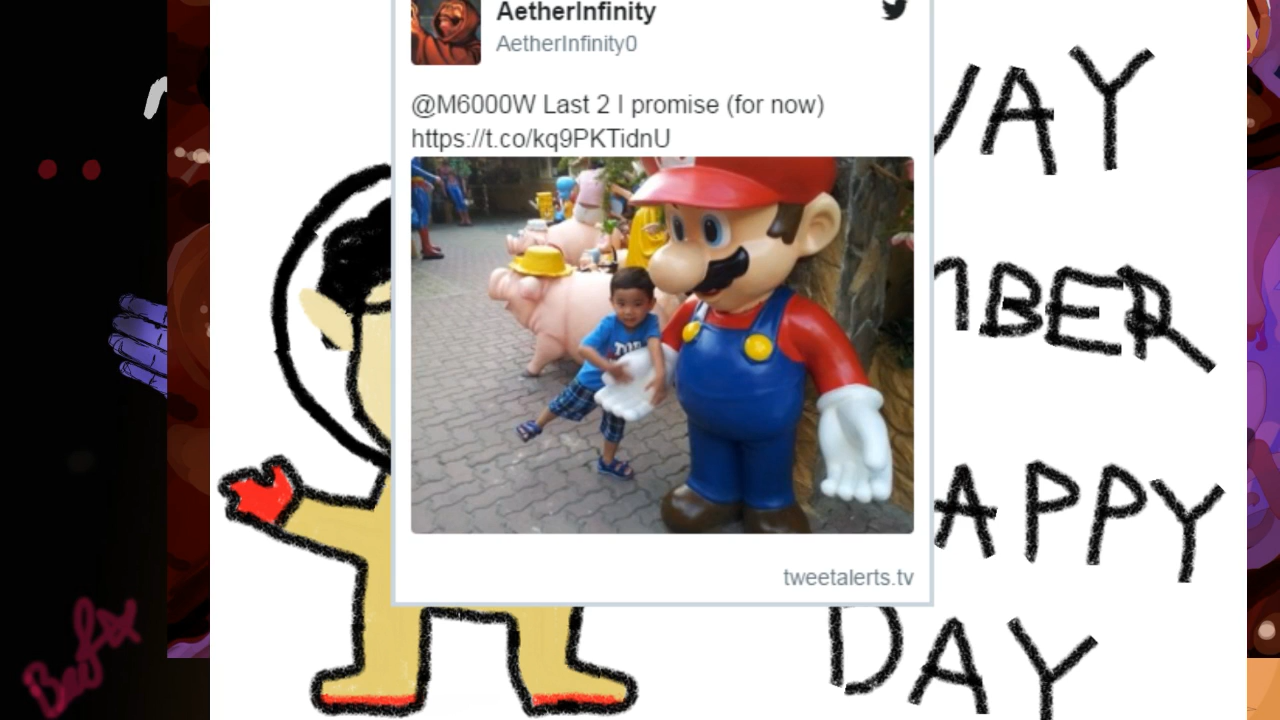 AetherInfinity
AetherInfinity0
@M6000W Last 2 I promise (for now)
https://t.co/kq9PKTidnU
tweetalerts.tv
AY
BER
APPY
DAY